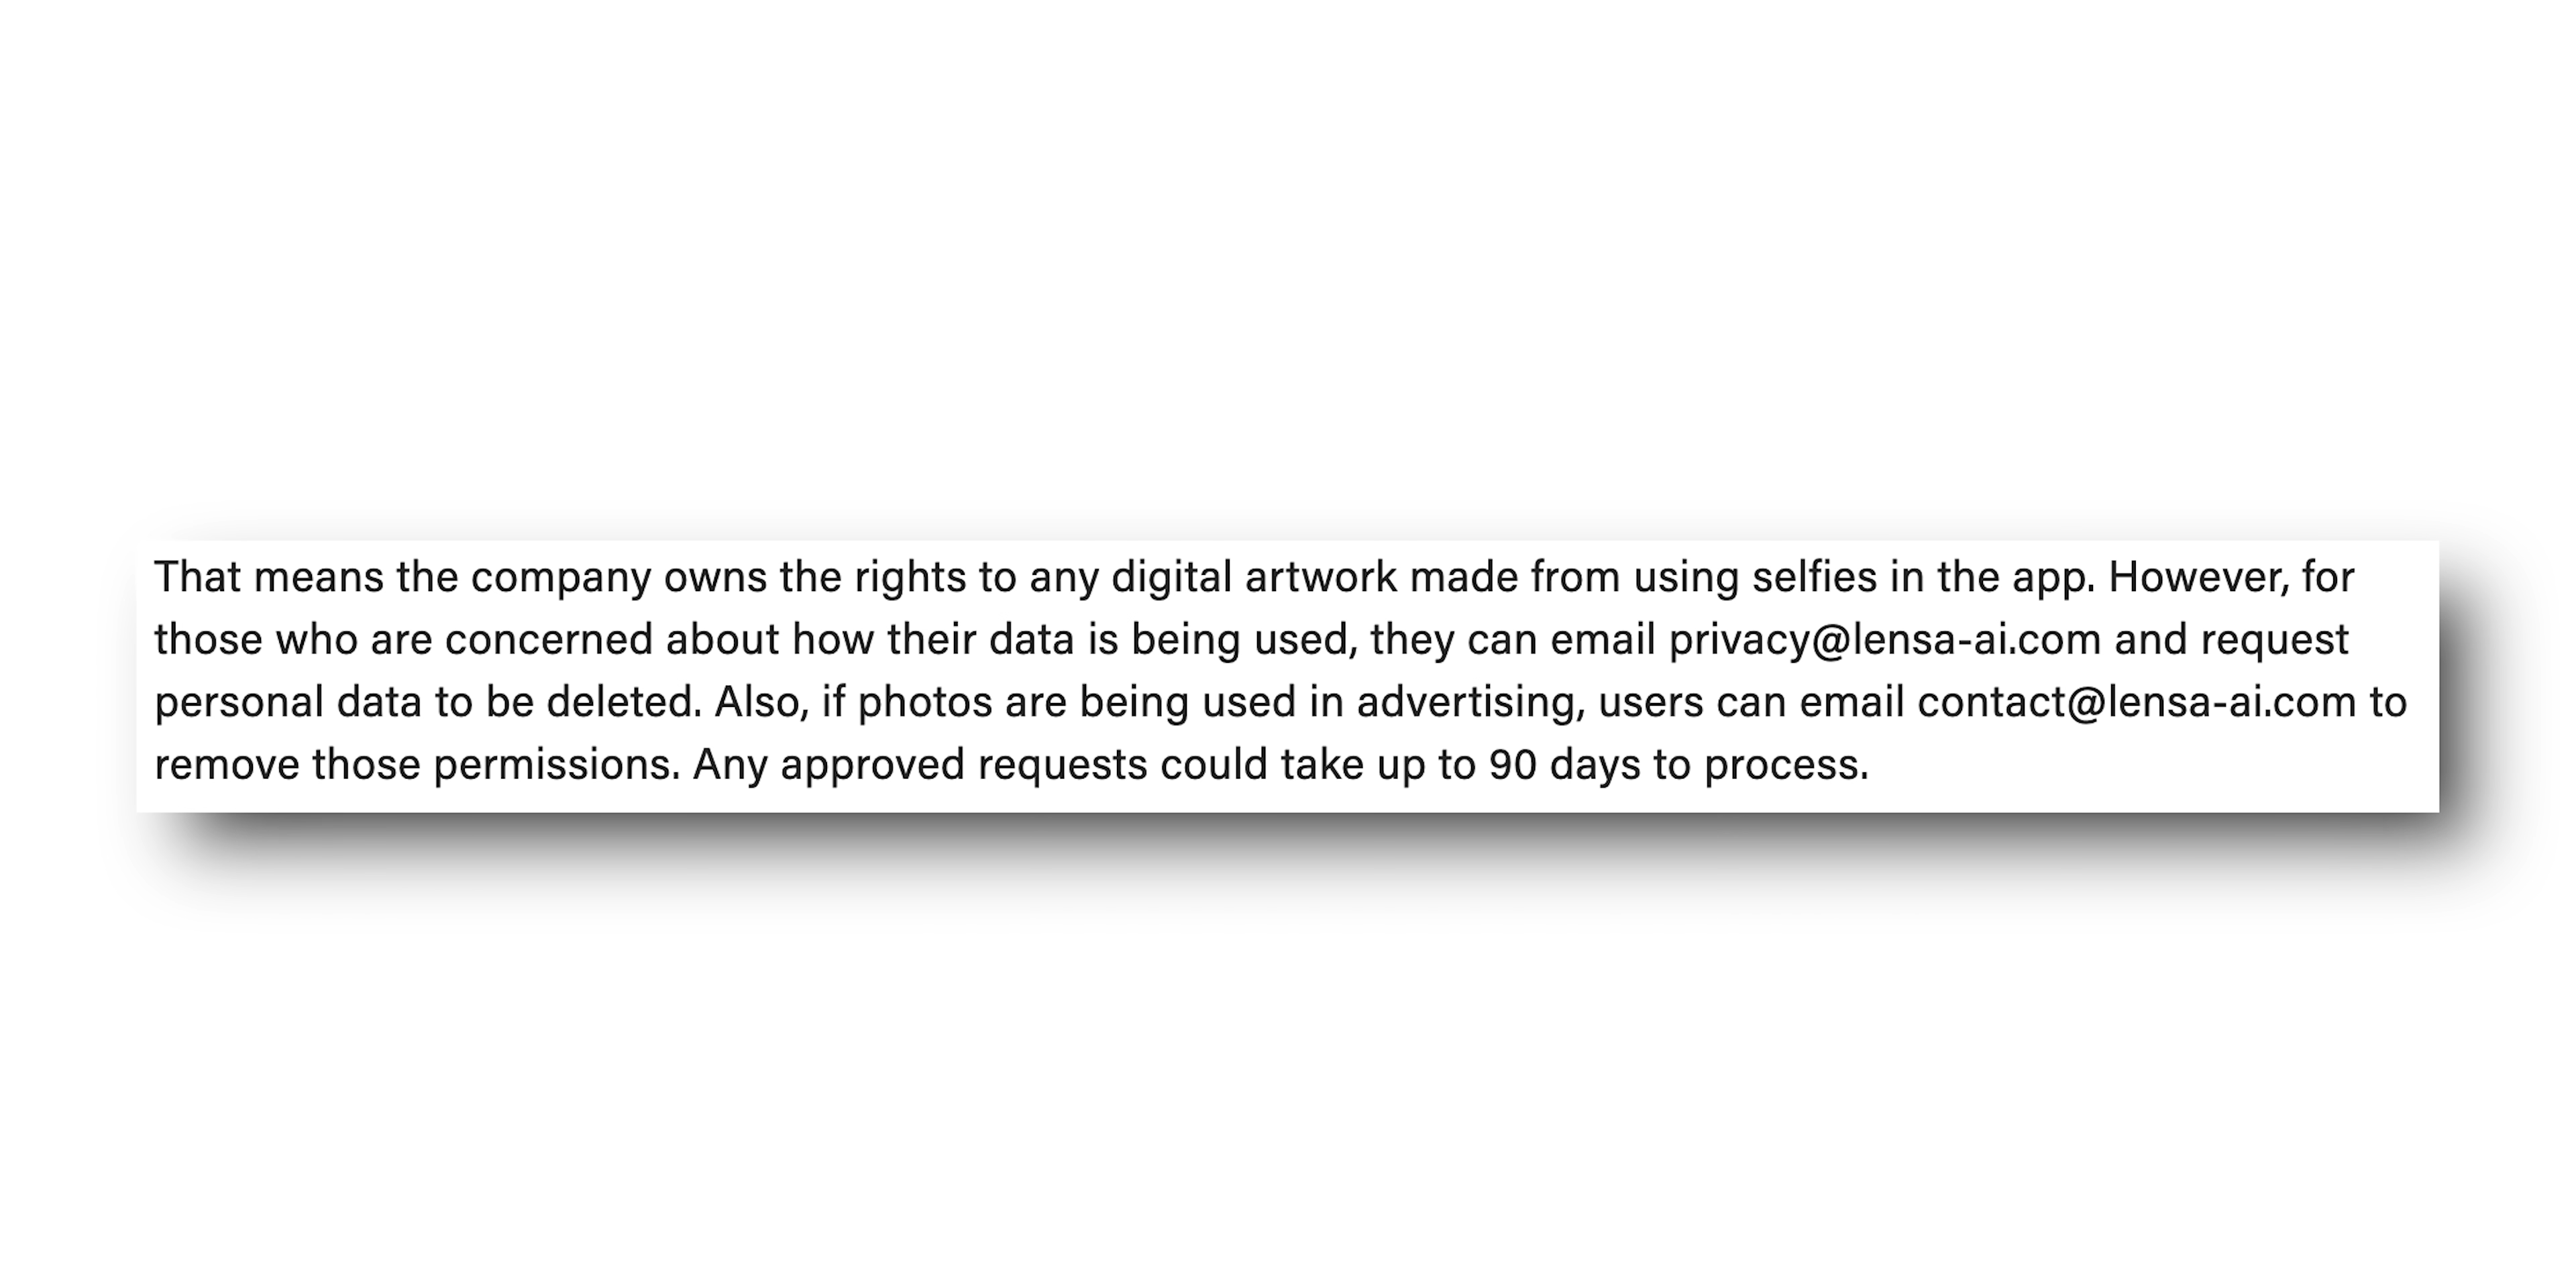 That means the company owns the rights to any digital artwork made from using selfies in the app. However, for
those who are concerned about how their data is being used, they can email privacy@lensa-ai.com and request
personal data to be deleted. Also, if photos are being used in advertising, users can email contact@lensa-ai.com to
remove those permissions. Any approved requests could take up to 90 days to process.